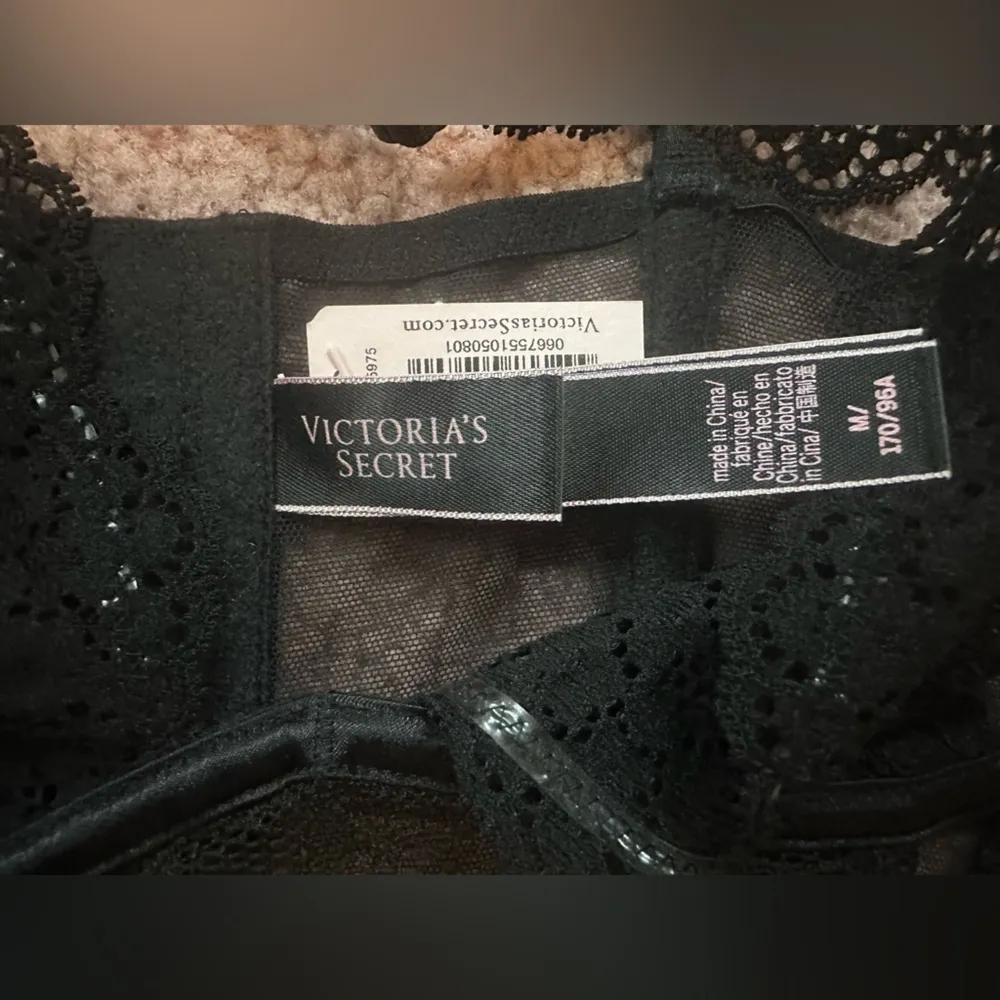 VictoriasSecret.com
0667551050801
5975
VICTORIA'S
SECRET
made in China/
fabriqué en
Chine/hecho en
China/fabbricato
in Cina/ 中国制造
M/
170/96A